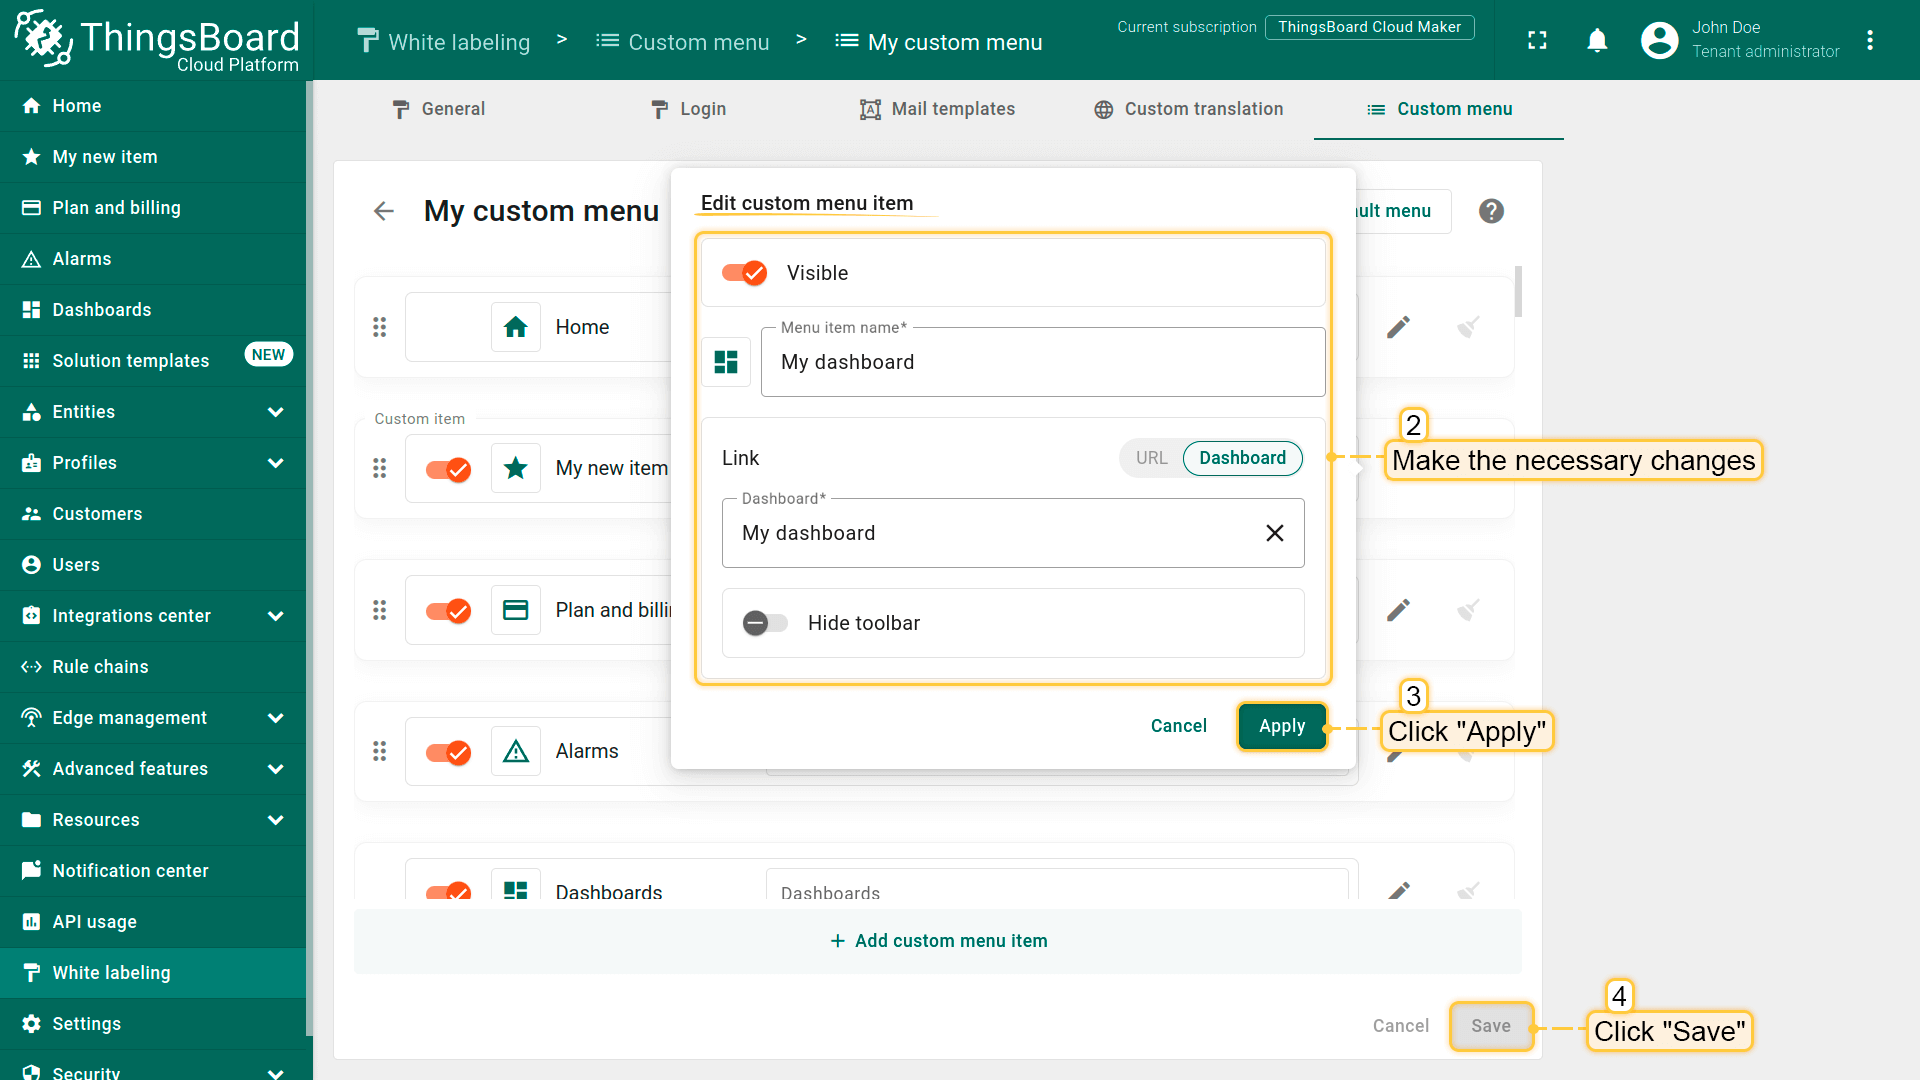 ThingsBoard
Cloud Platform
White labeling > Custom menu > My custom menu
Current subscription ThingsBoard Cloud Maker
John Doe
Tenant administrator
Home
My new item
Plan and billing
Alarms
Dashboards
Solution templates NEW
Entities
Profiles
Customers
Users
Integrations center
Rule chains
Edge management
Advanced features
Resources
Notification center
API usage
White labeling
Settings
Security
General
Login
Mail templates
Custom translation
Custom menu
My custom menu
ult menu
Home
Custom item
My new item
Plan and billi
Alarms
Dashboards
Dashboards
+ Add custom menu item
Cancel
Save
Edit custom menu item
Visible
Menu item name*
My dashboard
Link
URL
Dashboard
Dashboard*
My dashboard
Hide toolbar
Cancel
Apply
2
Make the necessary changes
3
Click "Apply"
4
Click "Save"